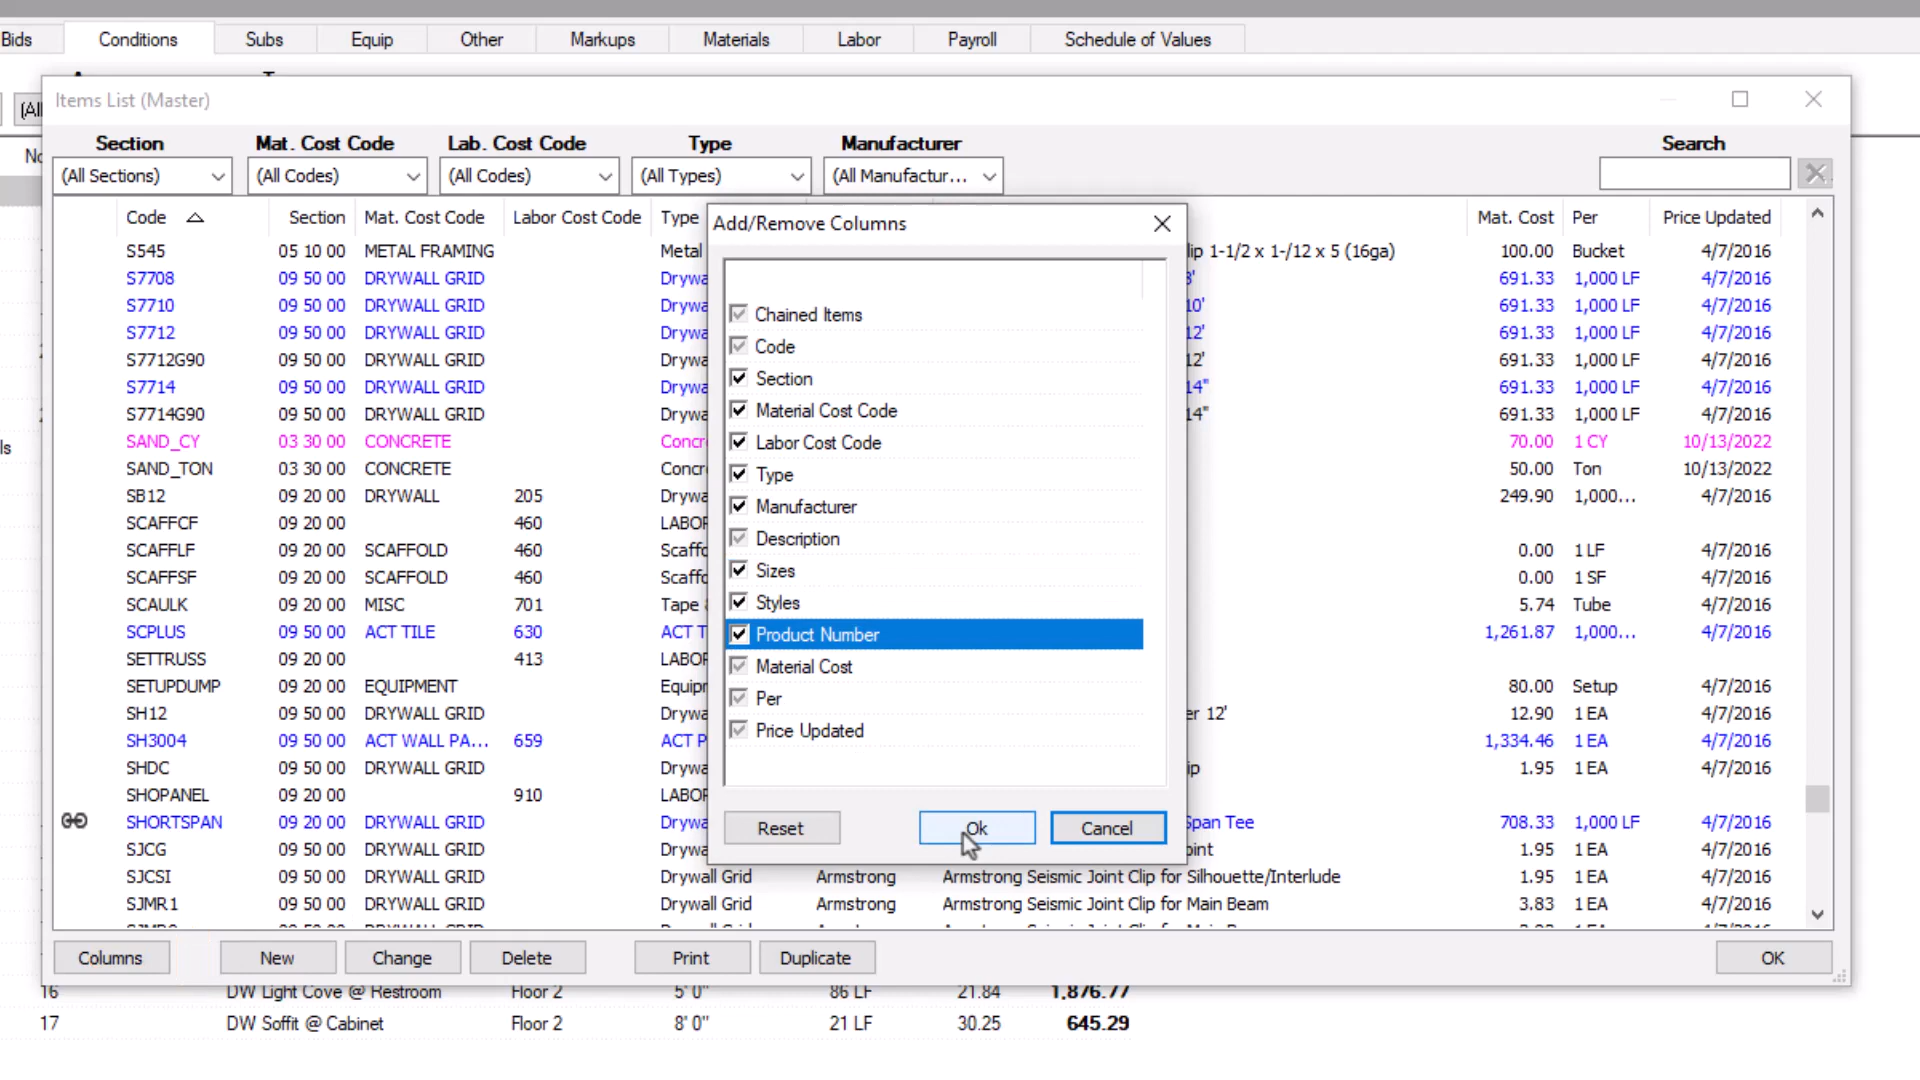 Bids Conditions Subs Equip Other Markups Materials Labor Payroll Schedule of Values
Items List (Master)
(All
Section Mat. Cost Code Lab. Cost Code Type Manufacturer Search
(All Sections) (All Codes) (All Codes) (All Types) (All Manufactur...
Code Section Mat. Cost Code Labor Cost Code Type Mat. Cost Per Price Updated
S545 05 10 00 METAL FRAMING Metal lip 1-1/2 x 1-/12 x 5 (16ga) 100.00 Bucket 4/7/2016
S7708 09 50 00 DRYWALL GRID Drywa 8' 691.33 1,000 LF 4/7/2016
S7710 09 50 00 DRYWALL GRID Drywa 10' 691.33 1,000 LF 4/7/2016
S7712 09 50 00 DRYWALL GRID Drywa 12' 691.33 1,000 LF 4/7/2016
S7712G90 09 50 00 DRYWALL GRID Drywa 12' 691.33 1,000 LF 4/7/2016
S7714 09 50 00 DRYWALL GRID Drywa 14" 691.33 1,000 LF 4/7/2016
S7714G90 09 50 00 DRYWALL GRID Drywa 14" 691.33 1,000 LF 4/7/2016
SAND_CY 03 30 00 CONCRETE Concr 70.00 1 CY 10/13/2022
SAND_TON 03 30 00 CONCRETE Concr 50.00 Ton 10/13/2022
SB12 09 20 00 DRYWALL 205 Drywa 249.90 1,000... 4/7/2016
SCAFFCF 09 20 00 460 LABOR
SCAFFLF 09 20 00 SCAFFOLD 460 Scaffo 0.00 1 LF 4/7/2016
SCAFFSF 09 20 00 SCAFFOLD 460 Scaffo 0.00 1 SF 4/7/2016
SCAULK 09 20 00 MISC 701 Tape 5.74 Tube 4/7/2016
SCPLUS 09 50 00 ACT TILE 630 ACT T 1,261.87 1,000... 4/7/2016
SETTRUSS 09 20 00 413 LABOR
SETUPDUMP 09 20 00 EQUIPMENT Equip 80.00 Setup 4/7/2016
SH12 09 50 00 DRYWALL GRID Drywa er 12' 12.90 1 EA 4/7/2016
SH3004 09 50 00 ACT WALL PA... 659 ACT P 1,334.46 1 EA 4/7/2016
SHDC 09 50 00 DRYWALL GRID Drywa ip 1.95 1 EA 4/7/2016
SHOPANEL 09 20 00 910 LABOR
SHORTSPAN 09 20 00 DRYWALL GRID Drywa Span Tee 708.33 1,000 LF 4/7/2016
SJCG 09 50 00 DRYWALL GRID Drywa oint 1.95 1 EA 4/7/2016
SJCSI 09 50 00 DRYWALL GRID Drywall Grid Armstrong Armstrong Seismic Joint Clip for Silhouette/Interlude 1.95 1 EA 4/7/2016
SJMR1 09 50 00 DRYWALL GRID Drywall Grid Armstrong Armstrong Seismic Joint Clip for Main Beam 3.83 1 EA 4/7/2016
Add/Remove Columns
Chained Items
Code
Section
Material Cost Code
Labor Cost Code
Type
Manufacturer
Description
Sizes
Styles
Product Number
Material Cost
Per
Price Updated
Reset Ok Cancel
Columns New Change Delete Print Duplicate OK
16 DW Light Cove @ Restroom Floor 2 5' 0" 86 LF 21.84 1,876.77
17 DW Soffit @ Cabinet Floor 2 8' 0" 21 LF 30.25 645.29